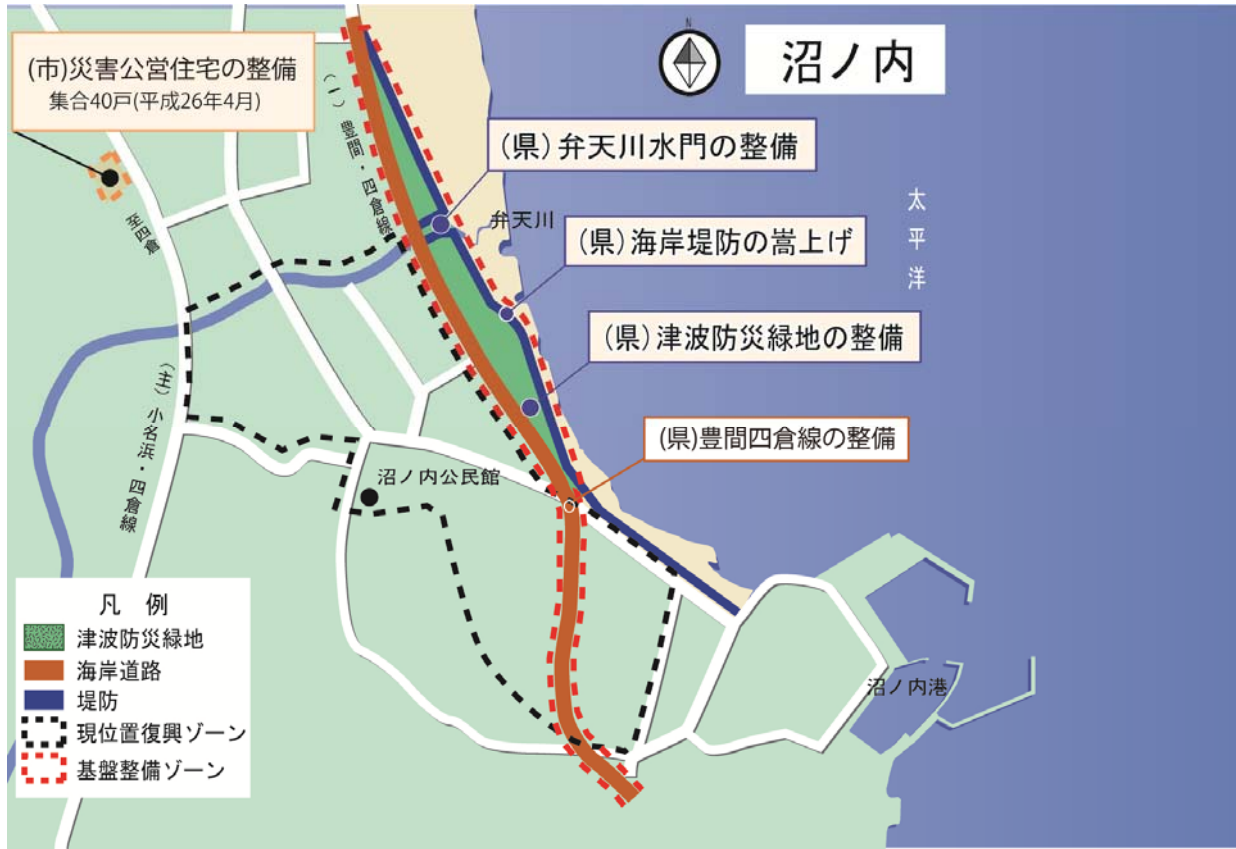 N
沼ノ内
(市)災害公営住宅の整備
集合40戸(平成26年4月)
(一)豊間・四倉線
(県)弁天川水門の整備
弁天川
(県)海岸堤防の嵩上げ
太平洋
至四倉
(県)津波防災緑地の整備
(主)小名浜・四倉線
(県)豊間四倉線の整備
沼ノ内公民館
沼ノ内港
凡 例
津波防災緑地
海岸道路
堤防
現位置復興ゾーン
基盤整備ゾーン